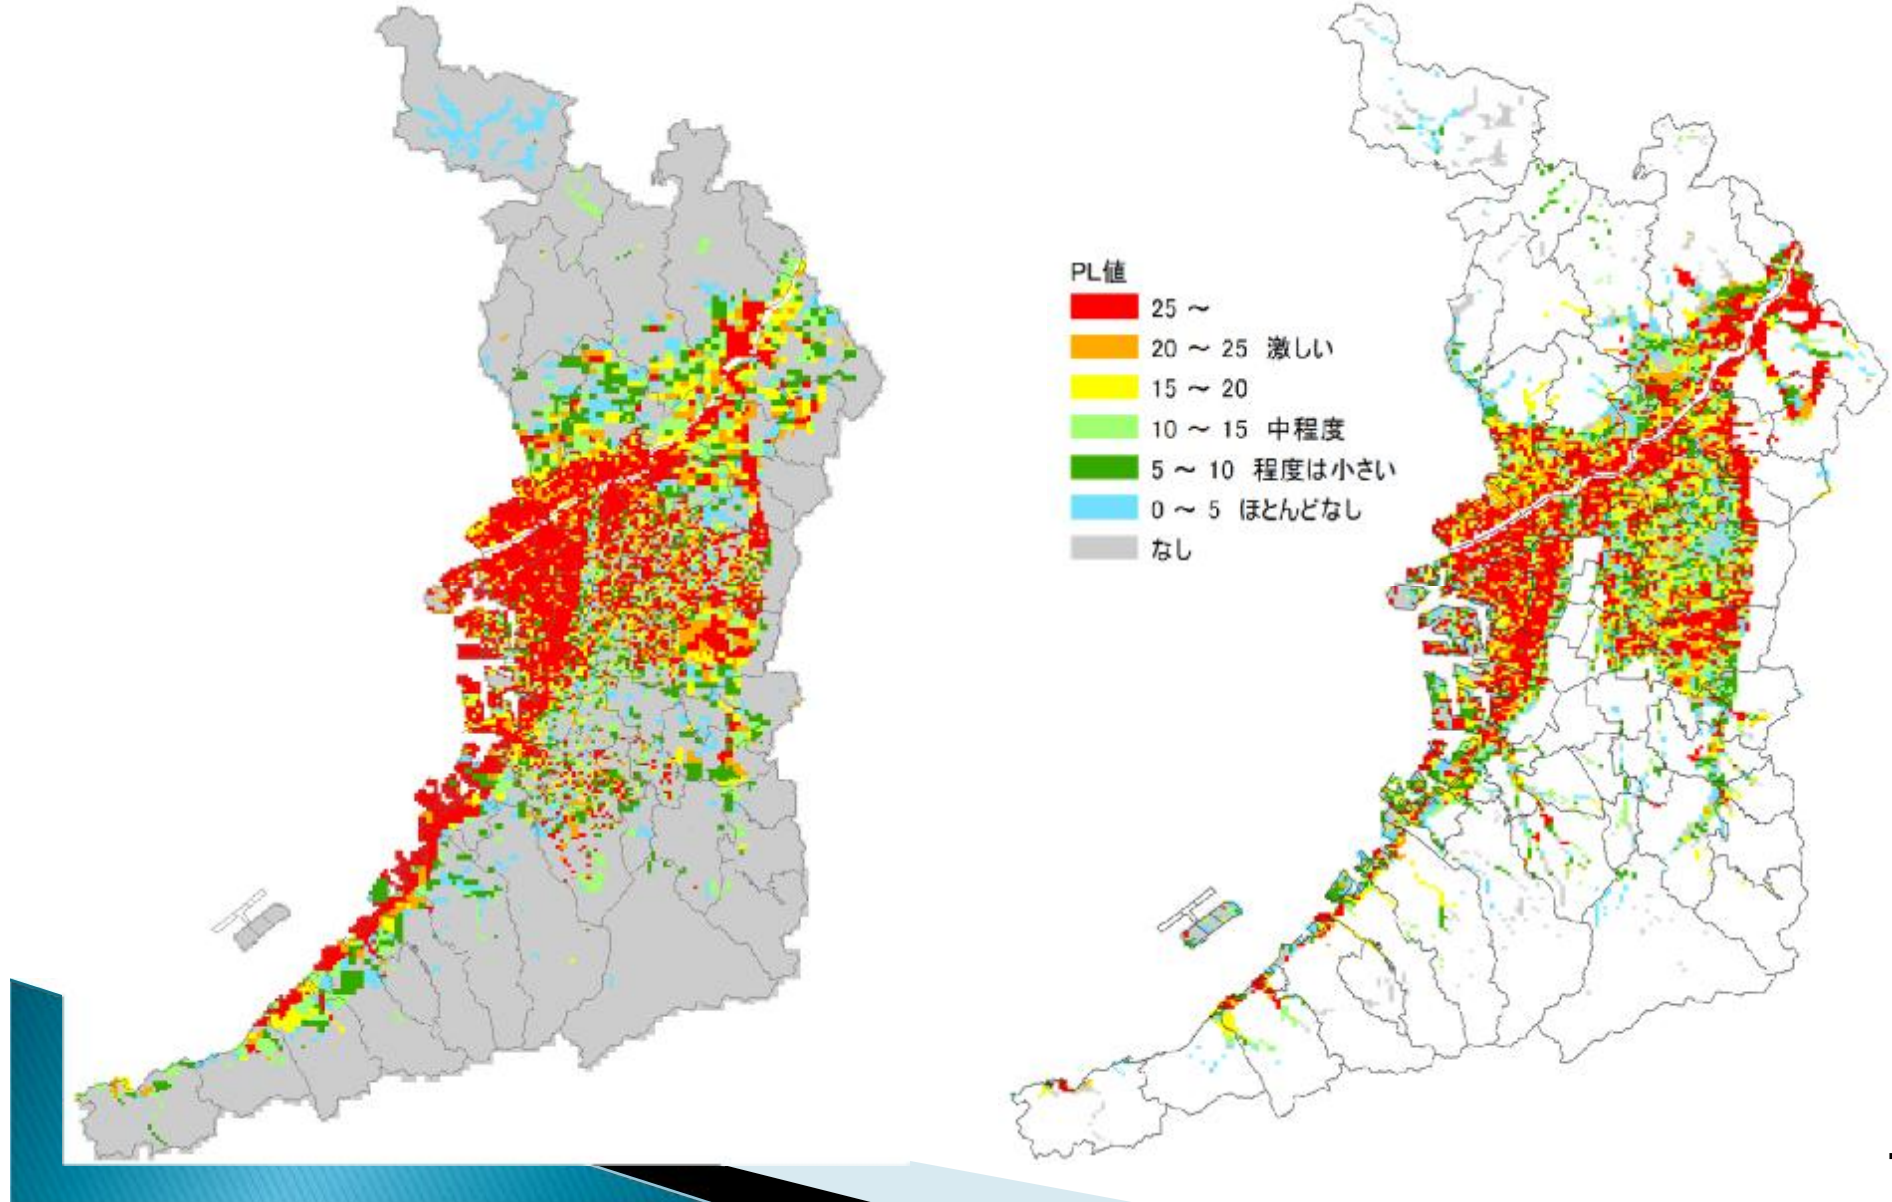 PL値
25 ～
20 ～ 25 激しい
15 ～ 20
10 ～ 15 中程度
5 ～ 10 程度は小さい
0 ～ 5 ほとんどなし
なし